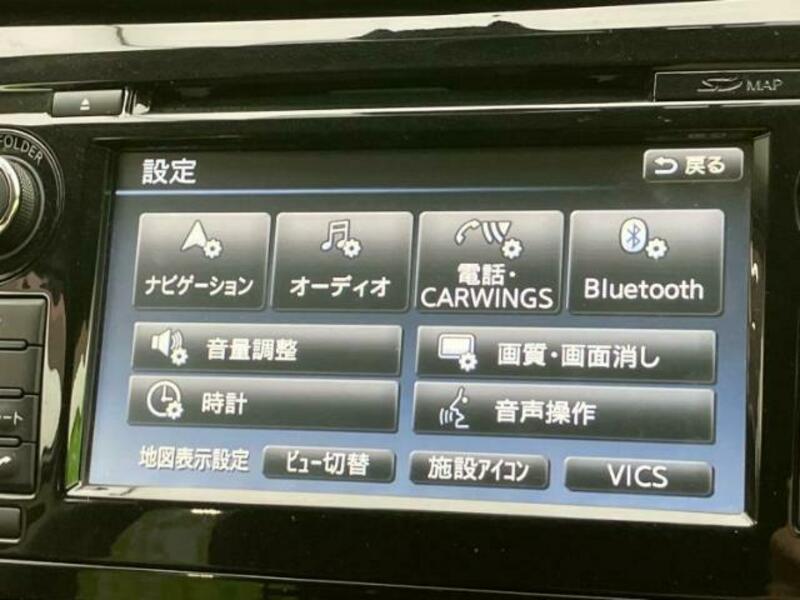 SD MAP
FOLDER
設定
戻る
ナビゲーション
オーディオ
電話・
CARWINGS
Bluetooth
音量調整
画質・画面消し
時計
音声操作
地図表示設定
ビュー切替
施設アイコン
VICS